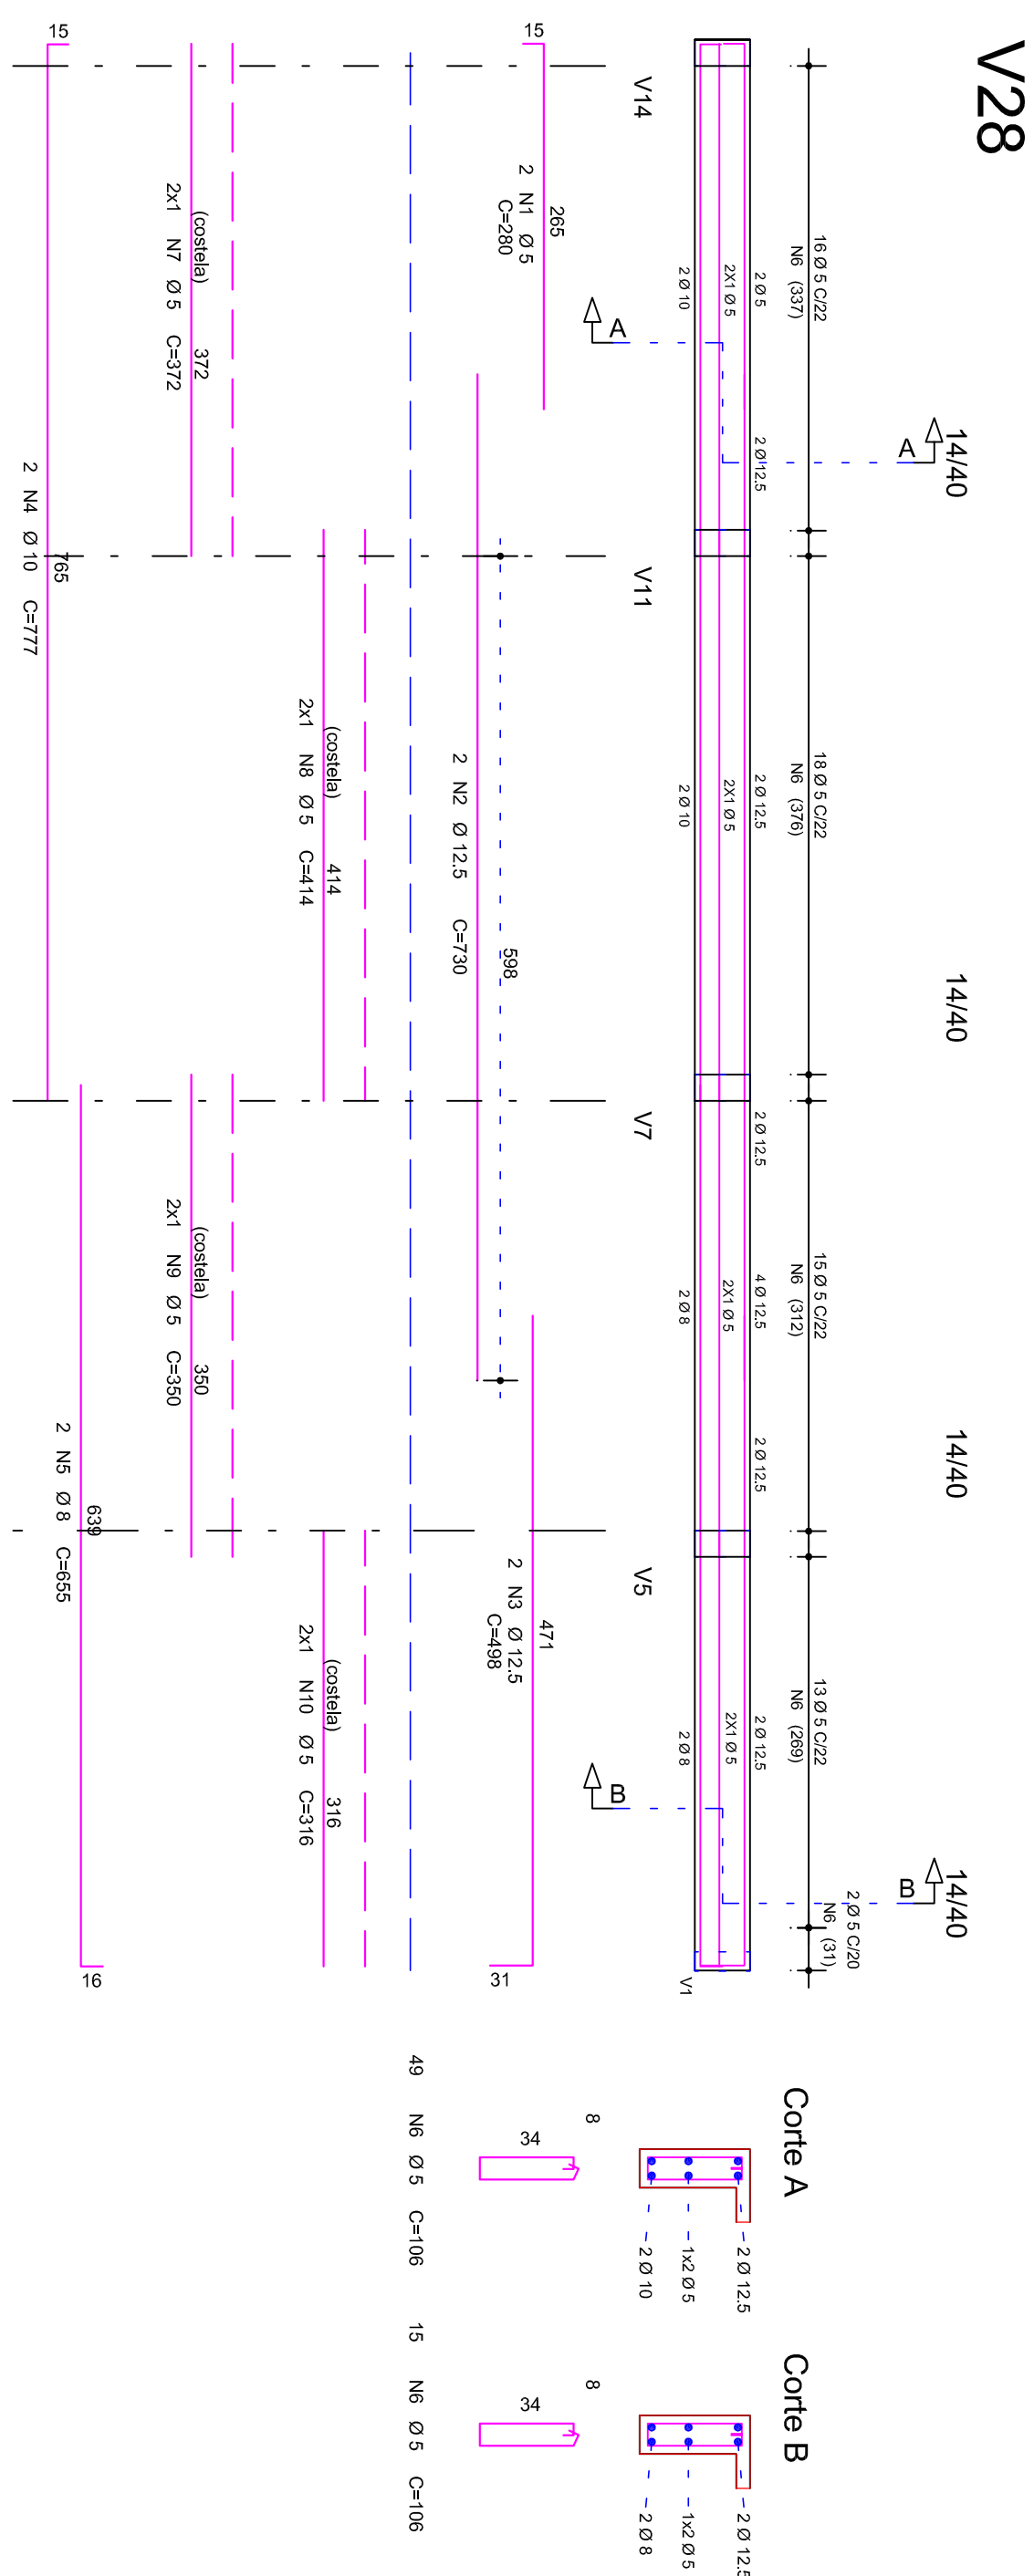 V28
14/40
14/40
14/40
14/40
A
B
2 Ø 5 C/20
N6 (31)
16 Ø 5 C/22
N6 (337)
18 Ø 5 C/22
N6 (376)
15 Ø 5 C/22
N6 (312)
13 Ø 5 C/22
N6 (269)
2 Ø 5
2 Ø 12.5
2 Ø 12.5
2 Ø 12.5
4 Ø 12.5
2 Ø 12.5
2 Ø 12.5
2X1 Ø 5
2X1 Ø 5
2X1 Ø 5
2X1 Ø 5
2 Ø 10
2 Ø 10
2 Ø 8
2 Ø 8
V1
V14
V11
V7
V5
A
B
15
265
2 N1 Ø 5
C=280
471
2 N3 Ø 12.5
C=498
31
598
2 N2 Ø 12.5 C=730
(costela) 414
2x1 N8 Ø 5 C=414
(costela) 316
2x1 N10 Ø 5 C=316
(costela) 372
2x1 N7 Ø 5 C=372
(costela) 350
2x1 N9 Ø 5 C=350
15
765
2 N4 Ø 10 C=777
639
2 N5 Ø 8 C=655
16
Corte A
2 Ø 12.5
1x2 Ø 5
2 Ø 10
8
34
49 N6 Ø 5 C=106
Corte B
2 Ø 12.5
1x2 Ø 5
2 Ø 8
8
34
15 N6 Ø 5 C=106